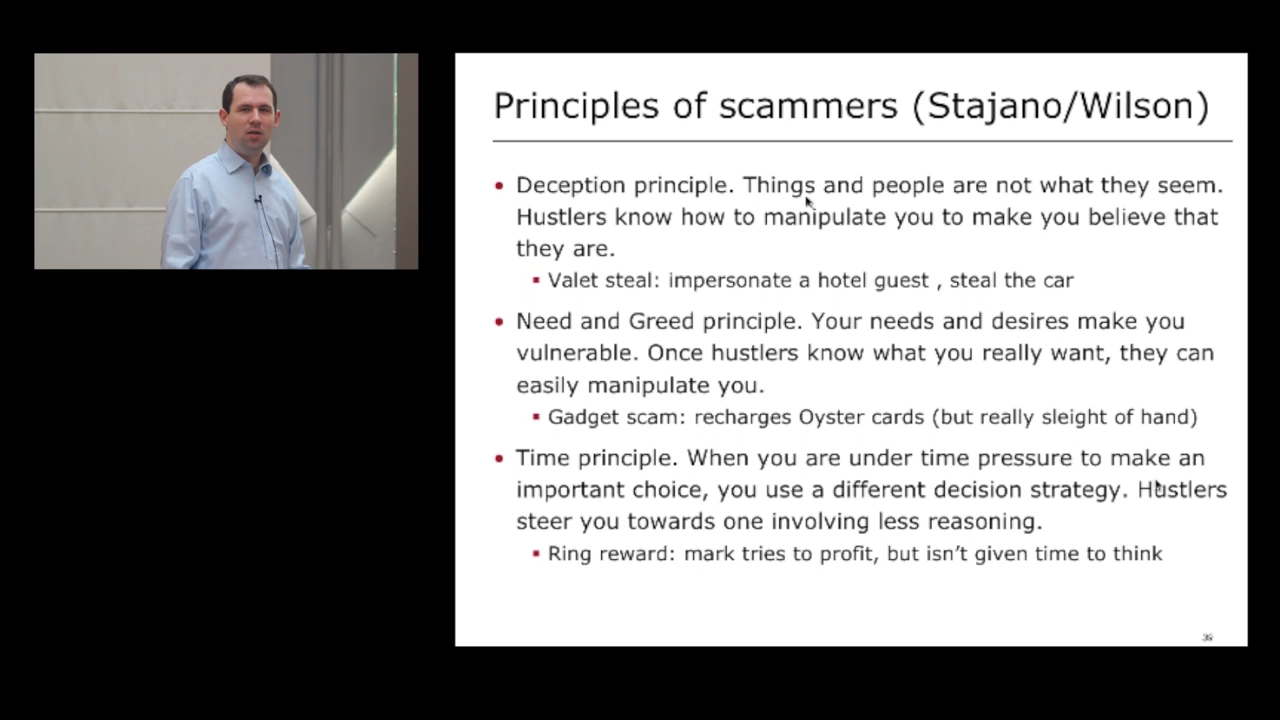 Principles of scammers (Stajano/Wilson)
• Deception principle. Things and people are not what they seem.
Hustlers know how to manipulate you to make you believe that
they are.
▪ Valet steal: impersonate a hotel guest , steal the car
• Need and Greed principle. Your needs and desires make you
vulnerable. Once hustlers know what you really want, they can
easily manipulate you.
▪ Gadget scam: recharges Oyster cards (but really sleight of hand)
• Time principle. When you are under time pressure to make an
important choice, you use a different decision strategy. Hustlers
steer you towards one involving less reasoning.
▪ Ring reward: mark tries to profit, but isn’t given time to think